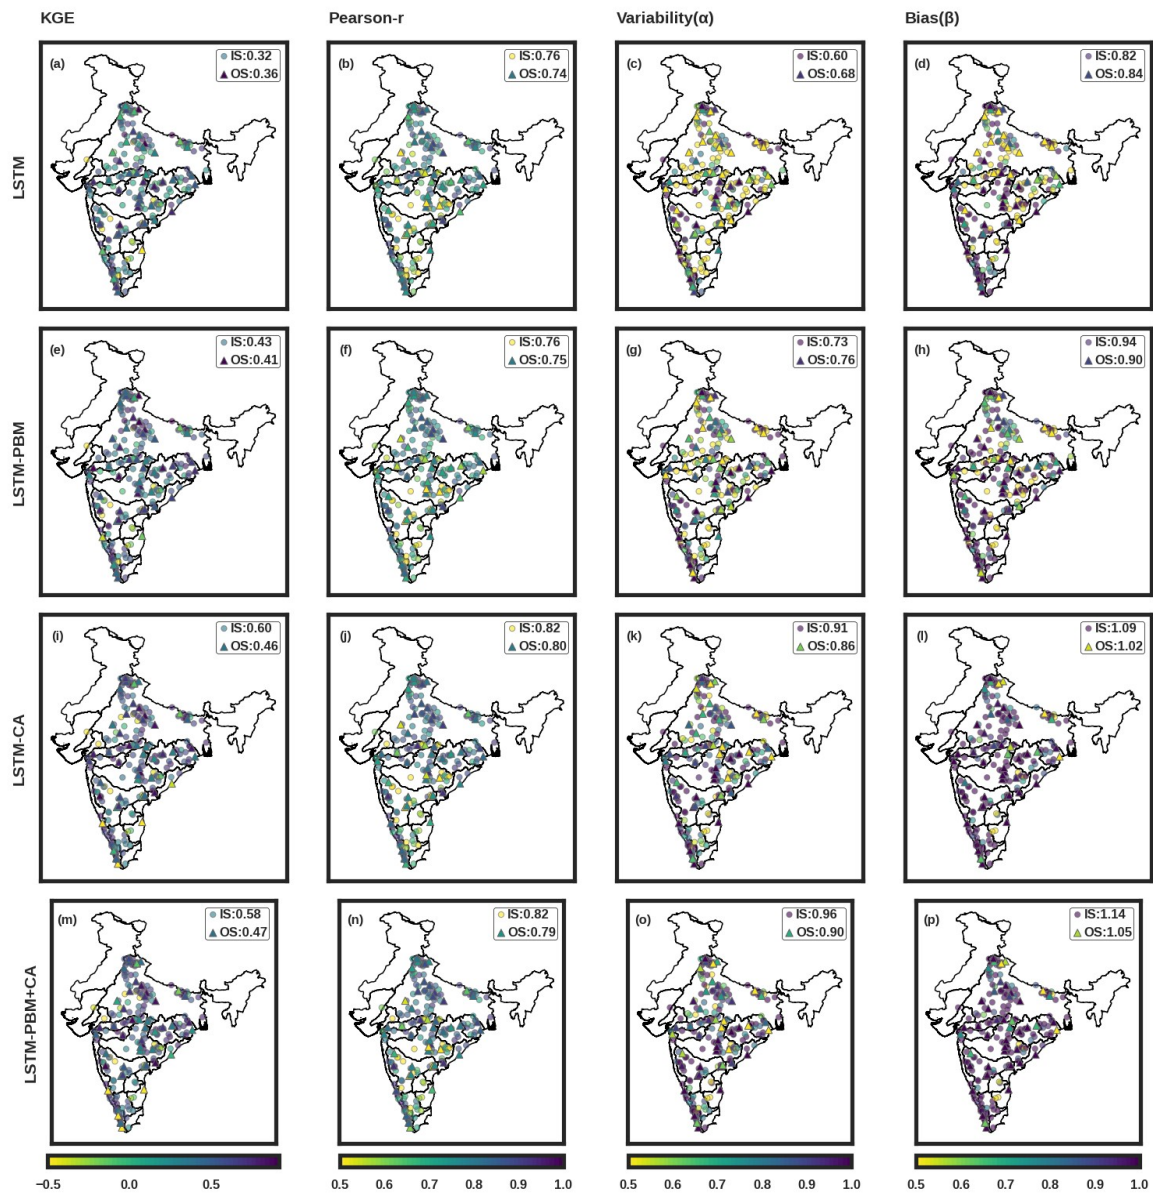 KGE Pearson-r Variability(α) Bias(β)
(a) IS:0.32 (b) IS:0.76 (c) IS:0.60 (d) IS:0.82
OS:0.36 OS:0.74 OS:0.68 OS:0.84
LSTM
(e) IS:0.43 (f) IS:0.76 (g) IS:0.73 (h) IS:0.94
OS:0.41 OS:0.75 OS:0.76 OS:0.90
LSTM-PBM
(i) IS:0.60 (j) IS:0.82 (k) IS:0.91 (l) IS:1.09
OS:0.46 OS:0.80 OS:0.86 OS:1.02
LSTM-CA
(m) IS:0.58 (n) IS:0.82 (o) IS:0.96 (p) IS:1.14
OS:0.47 OS:0.79 OS:0.90 OS:1.05
LSTM-PBM+CA
−0.5 0.0 0.5 0.5 0.6 0.7 0.8 0.9 1.0 0.5 0.6 0.7 0.8 0.9 1.0 0.5 0.6 0.7 0.8 0.9 1.0